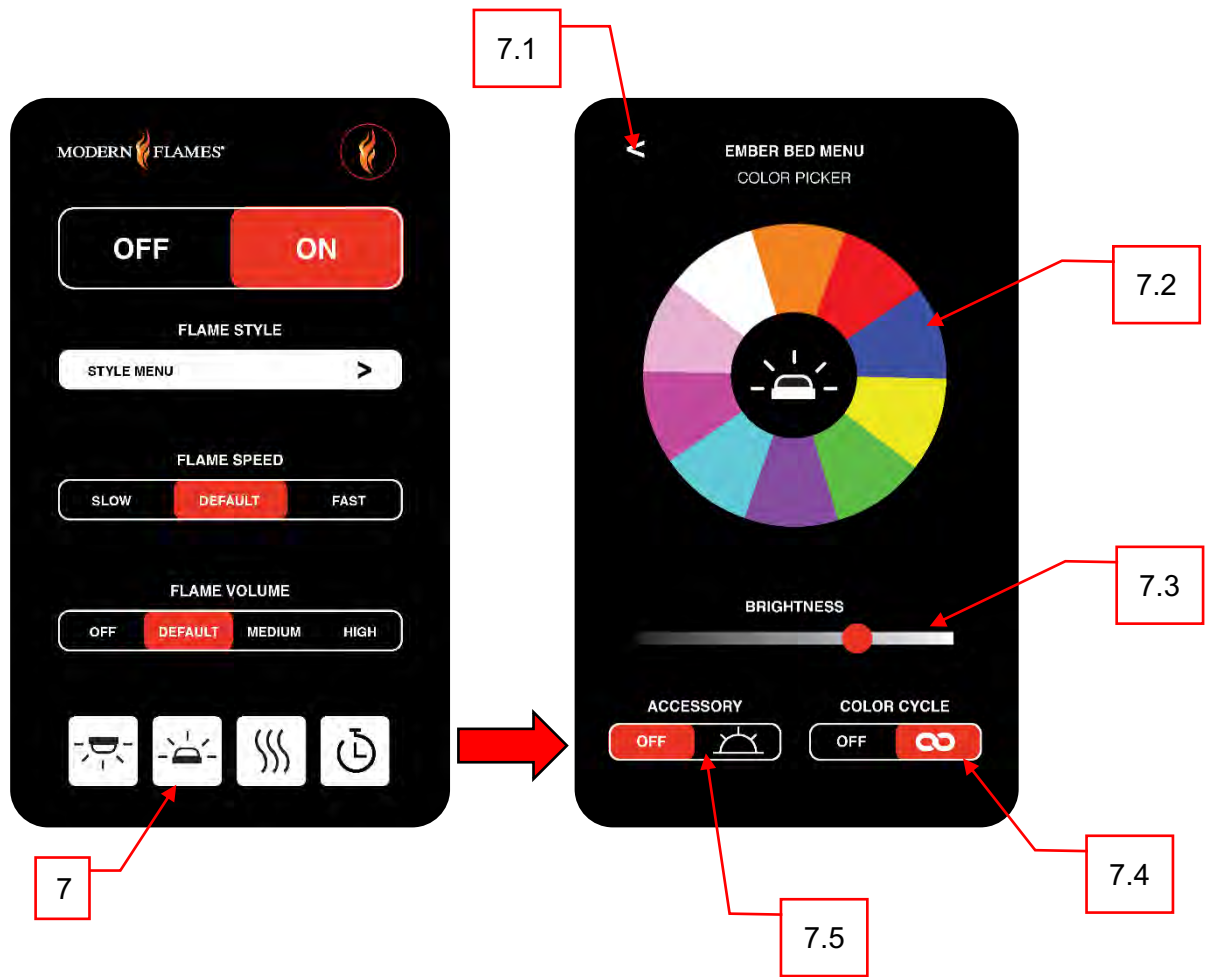 7.1
MODERN FLAMES®
OFF ON
FLAME STYLE
STYLE MENU >
FLAME SPEED
SLOW DEFAULT FAST
FLAME VOLUME
OFF DEFAULT MEDIUM HIGH
7
<
EMBER BED MENU
COLOR PICKER
7.2
BRIGHTNESS
7.3
ACCESSORY COLOR CYCLE
OFF OFF
7.4
7.5